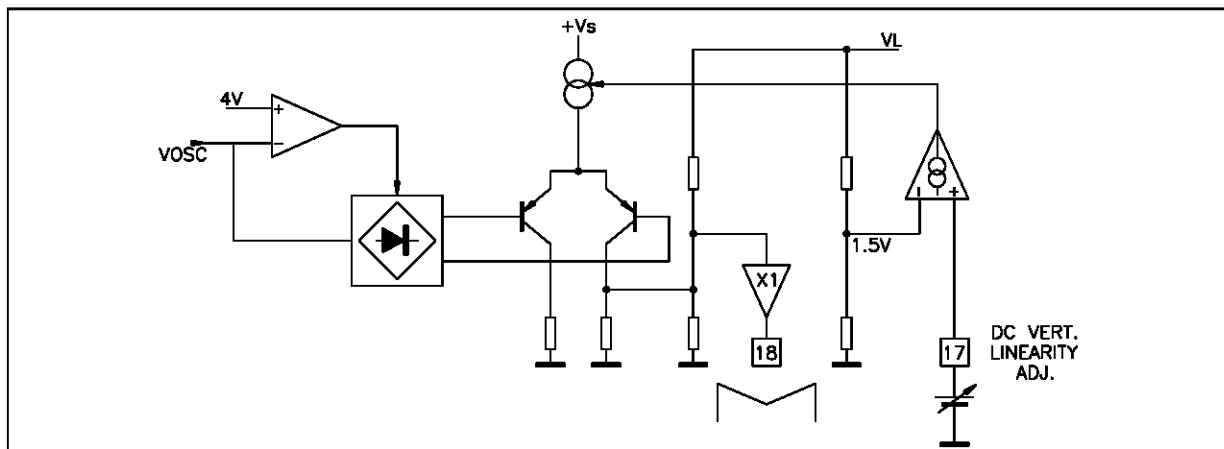 +Vs
VL
4V
+
−
VOSC
− +
1.5V
X1
18
17
DC VERT.
LINEARITY
ADJ.